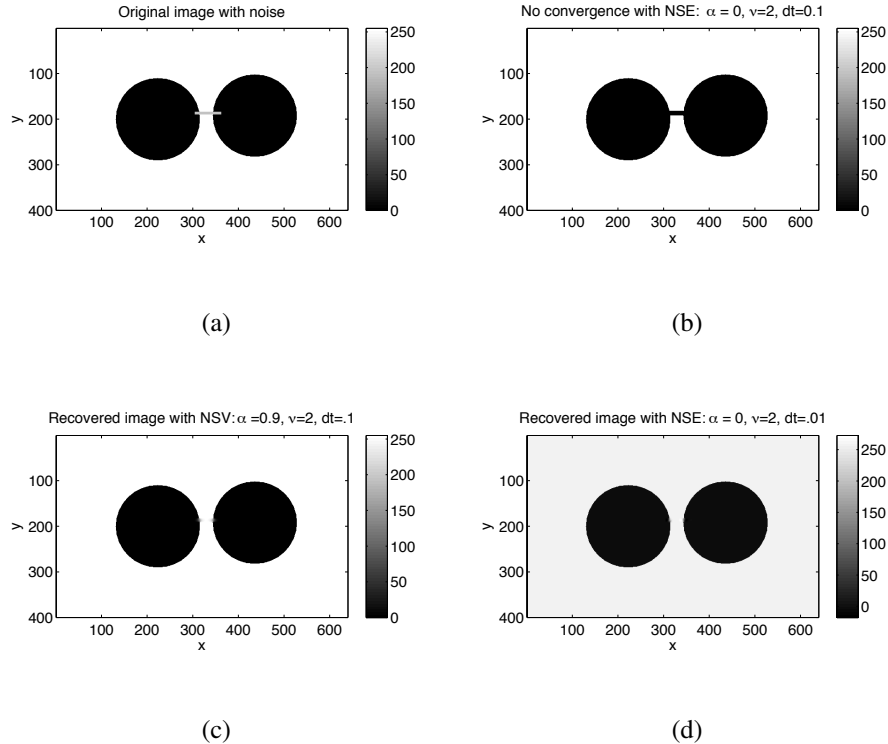 Original image with noise
y
100
200
300
400
100 200 300 400 500 600
x
250
200
150
100
50
0
(a)
No convergence with NSE: α = 0, ν=2, dt=0.1
y
100
200
300
400
100 200 300 400 500 600
x
250
200
150
100
50
0
(b)
Recovered image with NSV: α =0.9, ν=2, dt=.1
y
100
200
300
400
100 200 300 400 500 600
x
250
200
150
100
50
0
(c)
Recovered image with NSE: α = 0, ν=2, dt=.01
y
100
200
300
400
100 200 300 400 500 600
x
250
200
150
100
50
0
(d)